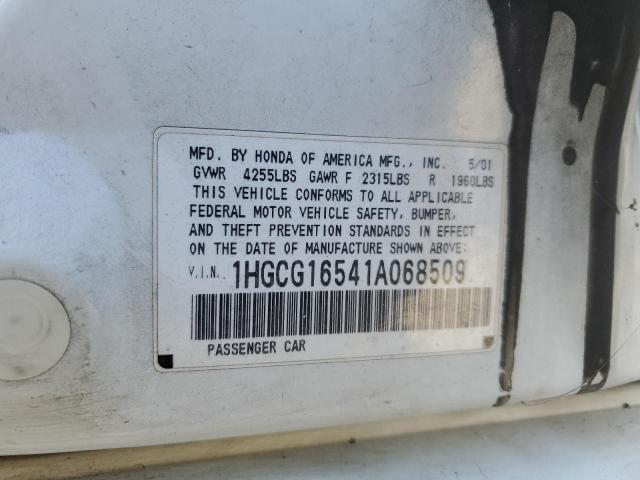 MFD. BY HONDA OF AMERICA MFG., INC. 5/01
GVWR 4255LBS GAWR F 2315LBS R 1960LBS
THIS VEHICLE CONFORMS TO ALL APPLICABLE
FEDERAL MOTOR VEHICLE SAFETY, BUMPER,
AND THEFT PREVENTION STANDARDS IN EFFECT
ON THE DATE OF MANUFACTURE SHOWN ABOVE:
V.I.N.: 1HGCG16541A068509
PASSENGER CAR